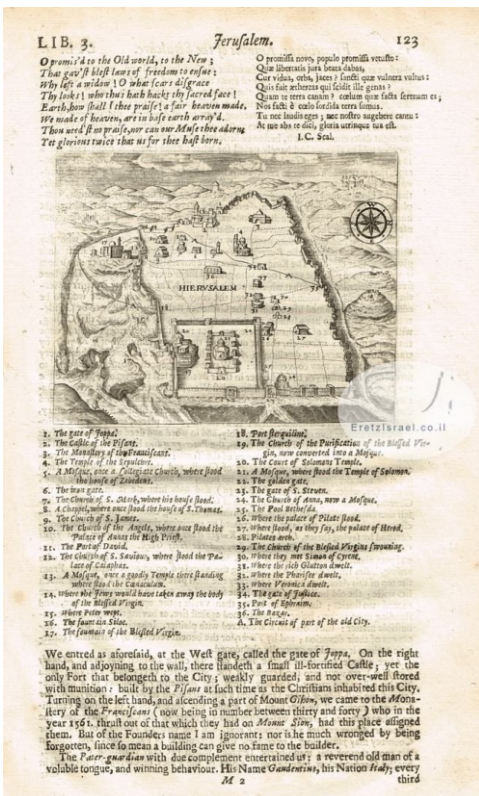 LIB. 3.
Jerusalem.
123
O promis'd to the Old world, to the New;
That gav'st blest laws of freedom to ensue;
Why left a widow! O what scars disgrace
Thy looks! who thus hath hackt thy sacred face!
Earth, how shall I thee praise! a fair heaven made.
We made of heaven, are in base earth array'd.
Thou need'st no praise, nor can our Muse thee adorn;
Yet glorious twice that us for thee hast born.
O promissa novo, populo promissa vetusto:
Quæ libertatis jura beata dabas,
Cur vidua, orba, jaces? sancti quæ vulnera vultus:
Quis fuit æthereas qui scidit ille genas?
Quam te terra canam? cœlum quæ facta serenum es;
Nos facti è cœlo sordida terra sumus.
Tu nec laudis eges; nec nostro augebere cantu:
At me abs te dici, gloria utrinque tua est.
I.C. Scal.
HIERVSALEM
1. The gate of Joppa.
2. The Castle of the Pisans.
3. The Monastery of the Franciscans.
4. The Temple of the Sepulchre.
5. A Mosque, once a Collegiate Church, where stood
the house of Zebedeus.
6. The iron gate.
7. The Church of S. Mark, where his house stood.
8. A Chappel, where once stood the house of S. Thomas.
9. The Church of S. James.
10. The Church of the Angels, where once stood the
Palace of Annas the High Priest.
11. The Port of David.
12. The Church of S. Saviour, where stood the Pa-
lace of Caiaphas.
13. A Mosque, once a goodly Temple there standing
where stood the Cœnaculum.
14. Where the Jews would have taken away the body
of the Blessed Virgin.
15. Where Peter wept.
16. The fountain Siloe.
17. The fountain of the Blessed Virgin.
18. Port sterquiline.
19. The Church of the Purification of the Blessed Vir-
gin, now converted into a Mosque.
20. The Court of Solomons Temple.
21. A Mosque, where stood the Temple of Solomon.
22. The golden gate.
23. The gate of S. Steven.
24. The Church of Anna, now a Mosque.
25. The Pool Bethesda.
26. Where the palace of Pilate stood.
27. Where stood, as they say, the palace of Herod.
28. Pilates arch.
29. The Church of the Blessed Virgins swouning.
30. Where they met Simon of Cyrene.
31. Where the rich Glutton dwelt.
32. Where the Pharisee dwelt.
33. Where Veronica dwelt.
34. The gate of Justice.
35. Port of Ephraim.
36. The Bazar.
A. The Circuit of part of the old City.
EretzIsrael.co.il
We entred as aforesaid, at the West gate, called the gate of Joppa. On the right
hand, and adjoyning to the wall, there standeth a small ill-fortified Castle; yet the
only Fort that belongeth to the City; weakly guarded, and not over-well stored
with munition: built by the Pisans at such time as the Christians inhabited this City.
Turning on the left hand, and ascending a part of Mount Gihon, we came to the Mona-
stery of the Franciscans (now being in number between thirty and forty) who in the
year 1561. thrust out of that which they had on Mount Sion, had this place assigned
them. But of the Founders name I am ignorant: nor is he much wronged by being
forgotten, since so mean a building can give no fame to the builder.
The Pater-guardian with due complement entertained us; a reverend old man of a
voluble tongue, and winning behaviour. His Name Gaudentius, his Nation Italy; every
M 2
third